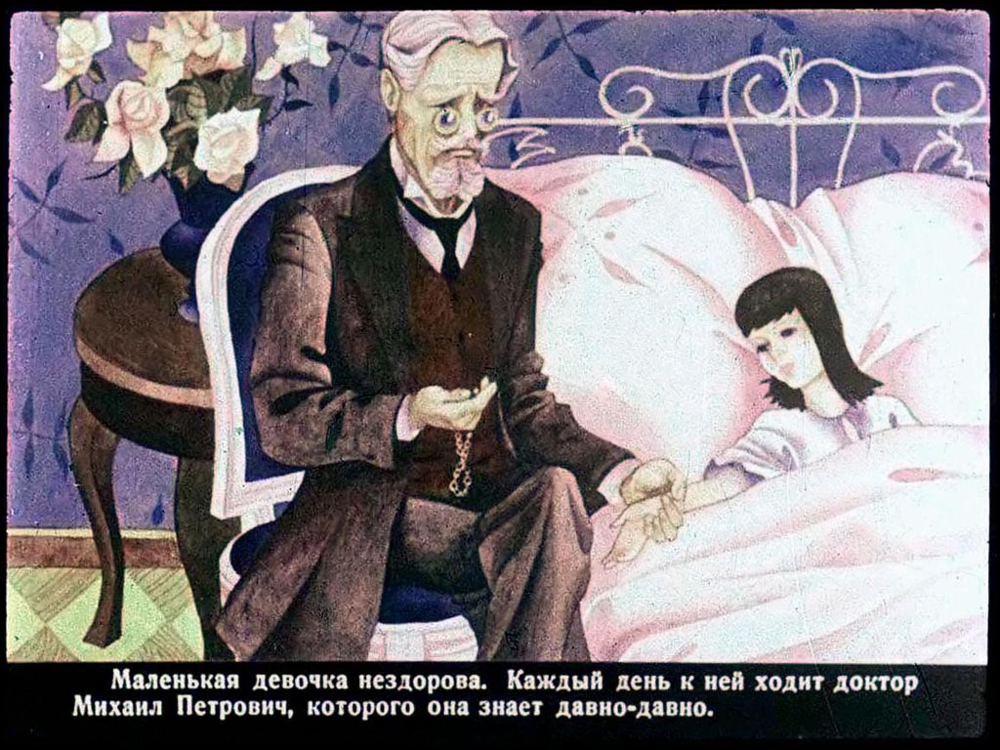 Маленькая девочка нездорова. Каждый день к ней ходит доктор
Михаил Петрович, которого она знает давно-давно.